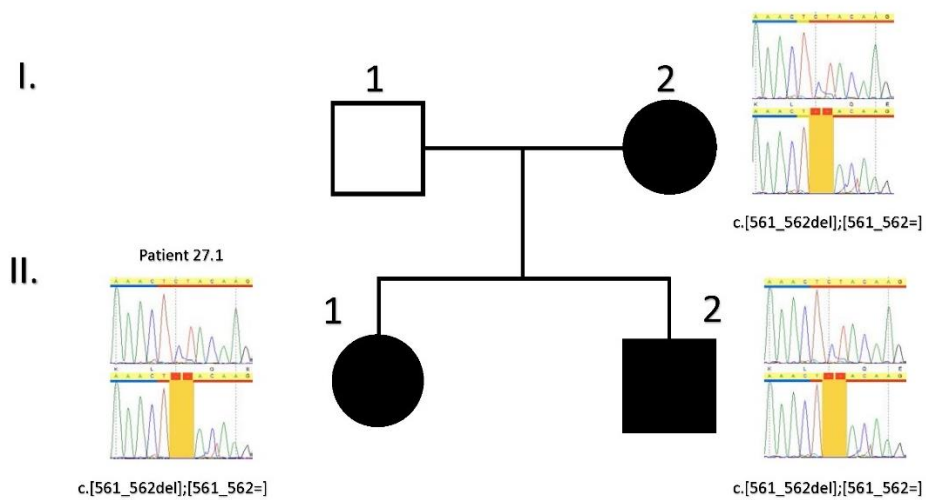 A A A C T C T A C A A G
1
2
I.
K L Q E
A A A C T - - A C A A G
c.[561_562del];[561_562=]
Patient 27.1
II.
A A A C T C T A C A A G
A A A C T C T A C A A G
1
2
K L Q E
A A A C T - - A C A A G
K L Q E
A A A C T - - A C A A G
c.[561_562del];[561_562=]
c.[561_562del];[561_562=]